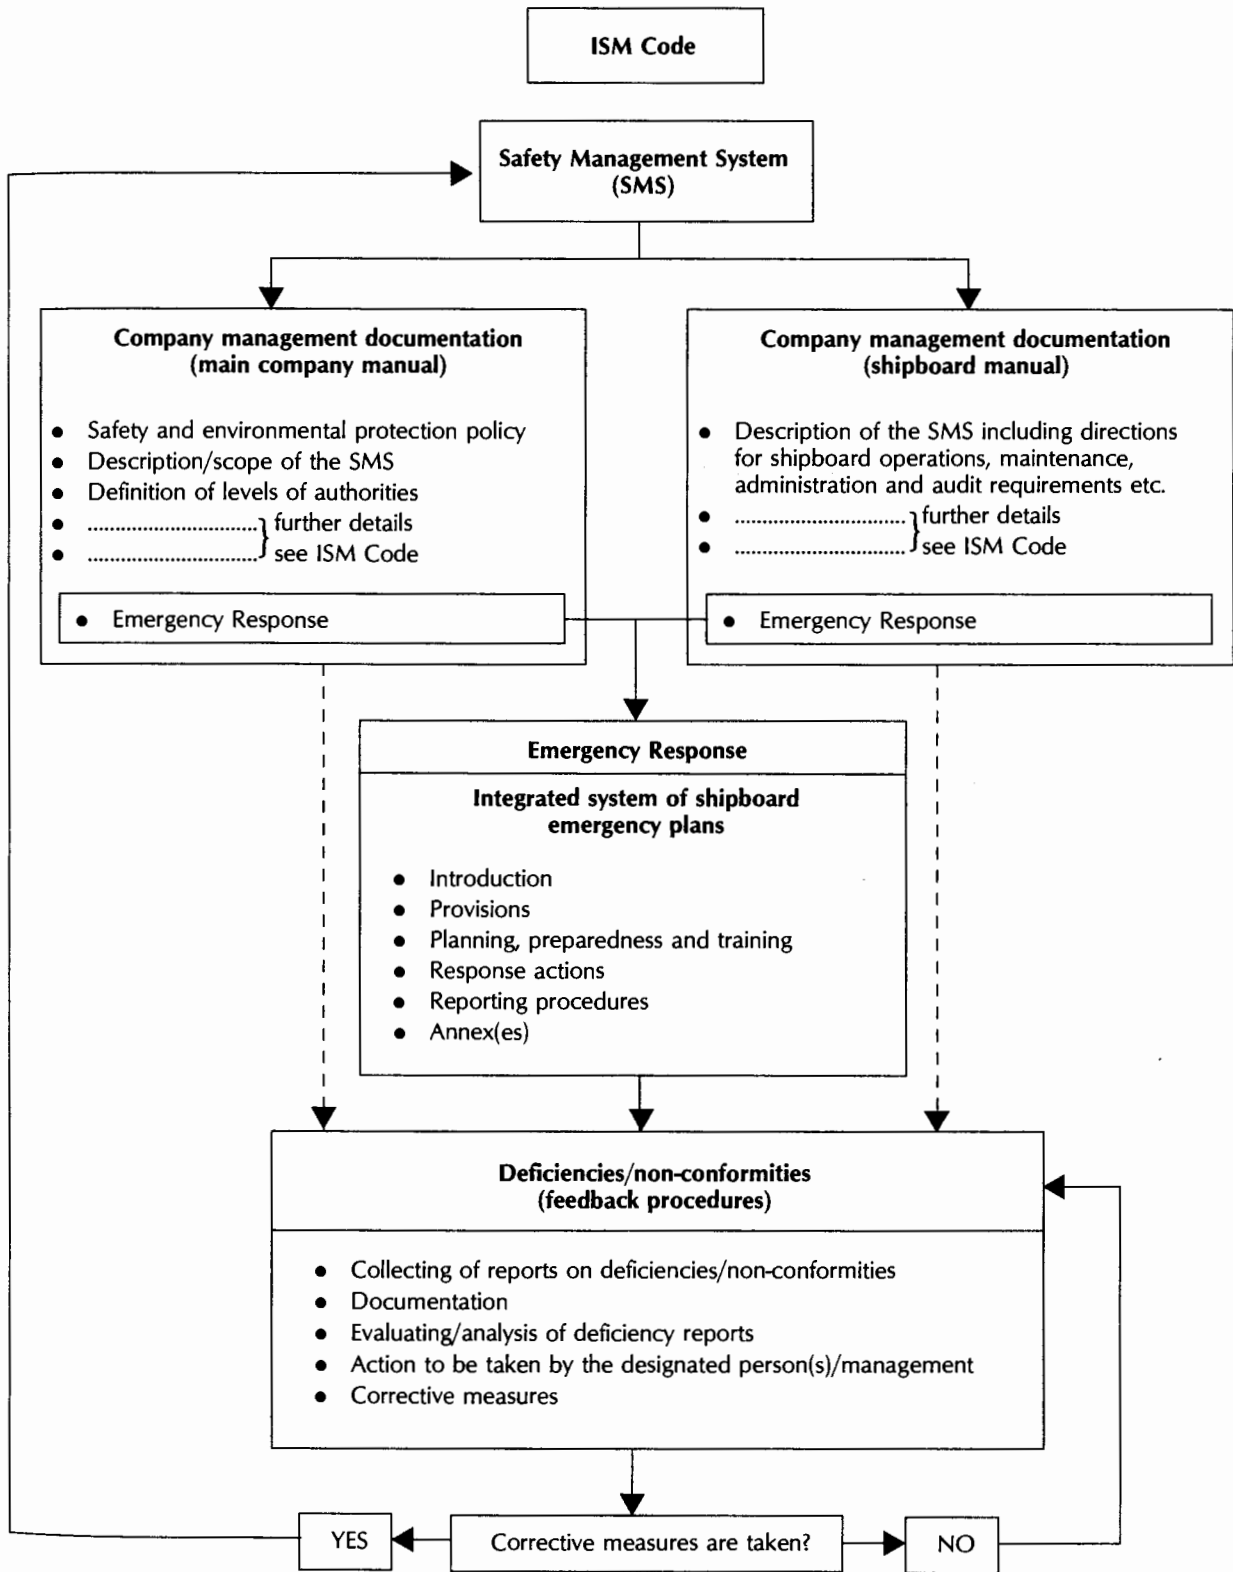 ISM Code
Safety Management System
(SMS)
Company management documentation
(main company manual)
● Safety and environmental protection policy
● Description/scope of the SMS
● Definition of levels of authorities
● ................................ } further details
● ................................ } see ISM Code
● Emergency Response
Company management documentation
(shipboard manual)
● Description of the SMS including directions
for shipboard operations, maintenance,
administration and audit requirements etc.
● ................................ } further details
● ................................ } see ISM Code
● Emergency Response
Emergency Response
Integrated system of shipboard
emergency plans
● Introduction
● Provisions
● Planning, preparedness and training
● Response actions
● Reporting procedures
● Annex(es)
Deficiencies/non-conformities
(feedback procedures)
● Collecting of reports on deficiencies/non-conformities
● Documentation
● Evaluating/analysis of deficiency reports
● Action to be taken by the designated person(s)/management
● Corrective measures
YES
Corrective measures are taken?
NO